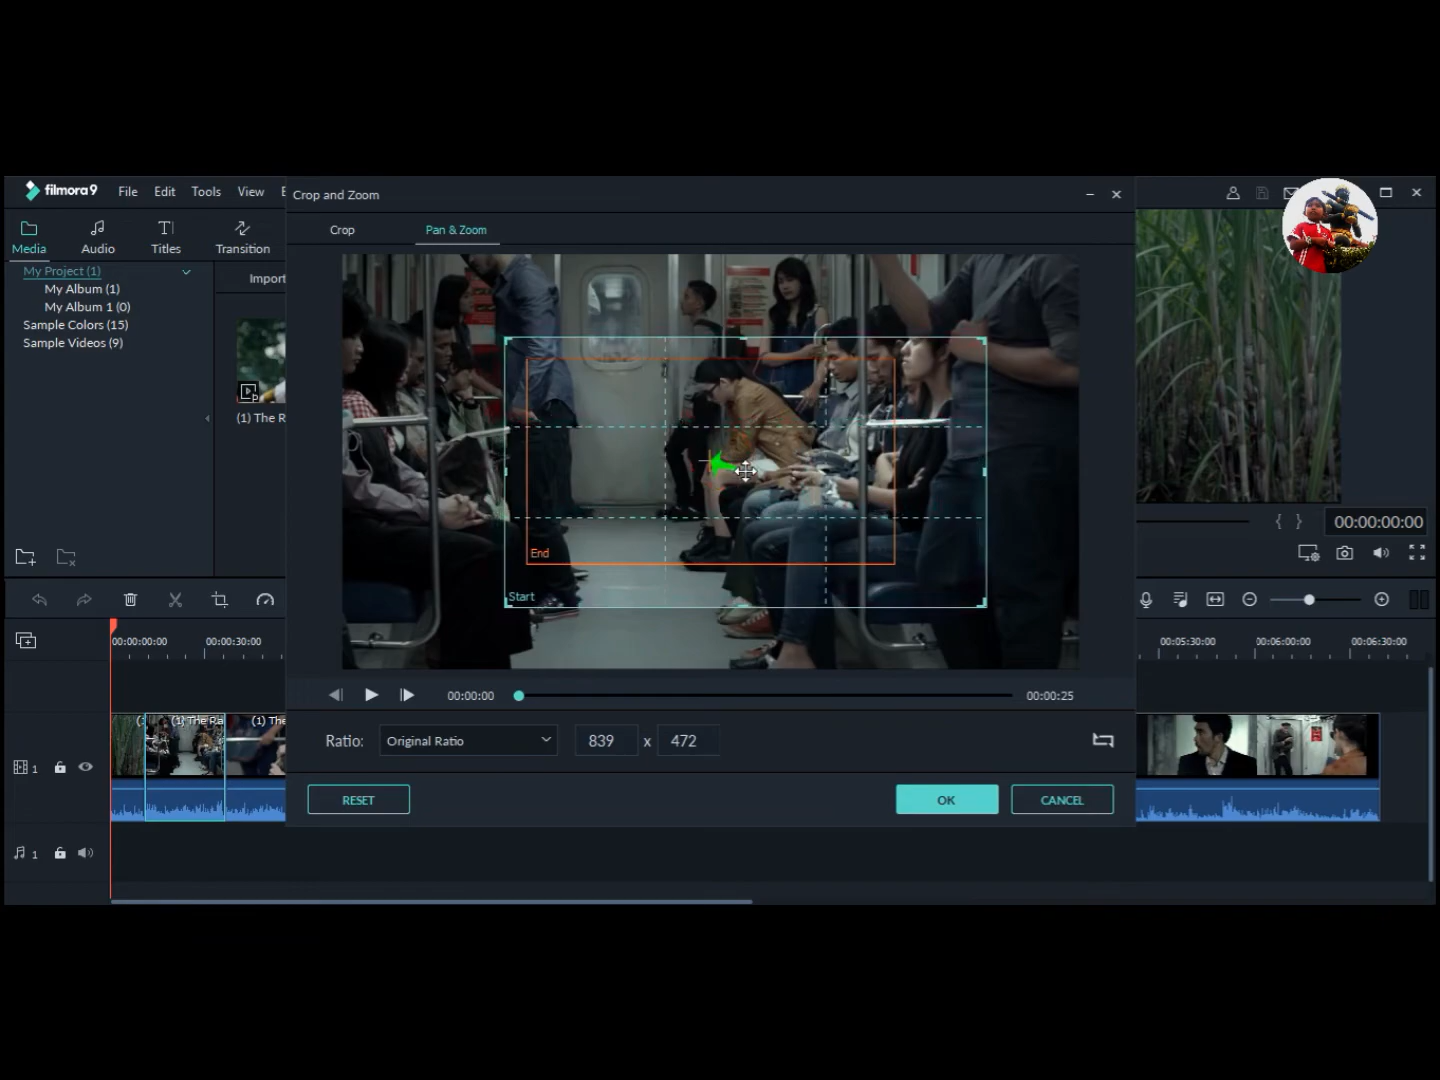 filmora9 File Edit Tools View
Crop and Zoom
Media Audio Titles Transition
Crop Pan & Zoom
My Project (1)
My Album (1)
My Album 1 (0)
Sample Colors (15)
Sample Videos (9)
Import
(1) The R
End
Start
{ } 00:00:00:00
00:00:00:00 00:00:30:00
00:05:30:00 00:06:00:00 00:06:30:00
00:00:00 00:00:25
(1) The Ra (1) The
Ratio: Original Ratio 839 x 472
1
RESET OK CANCEL
1